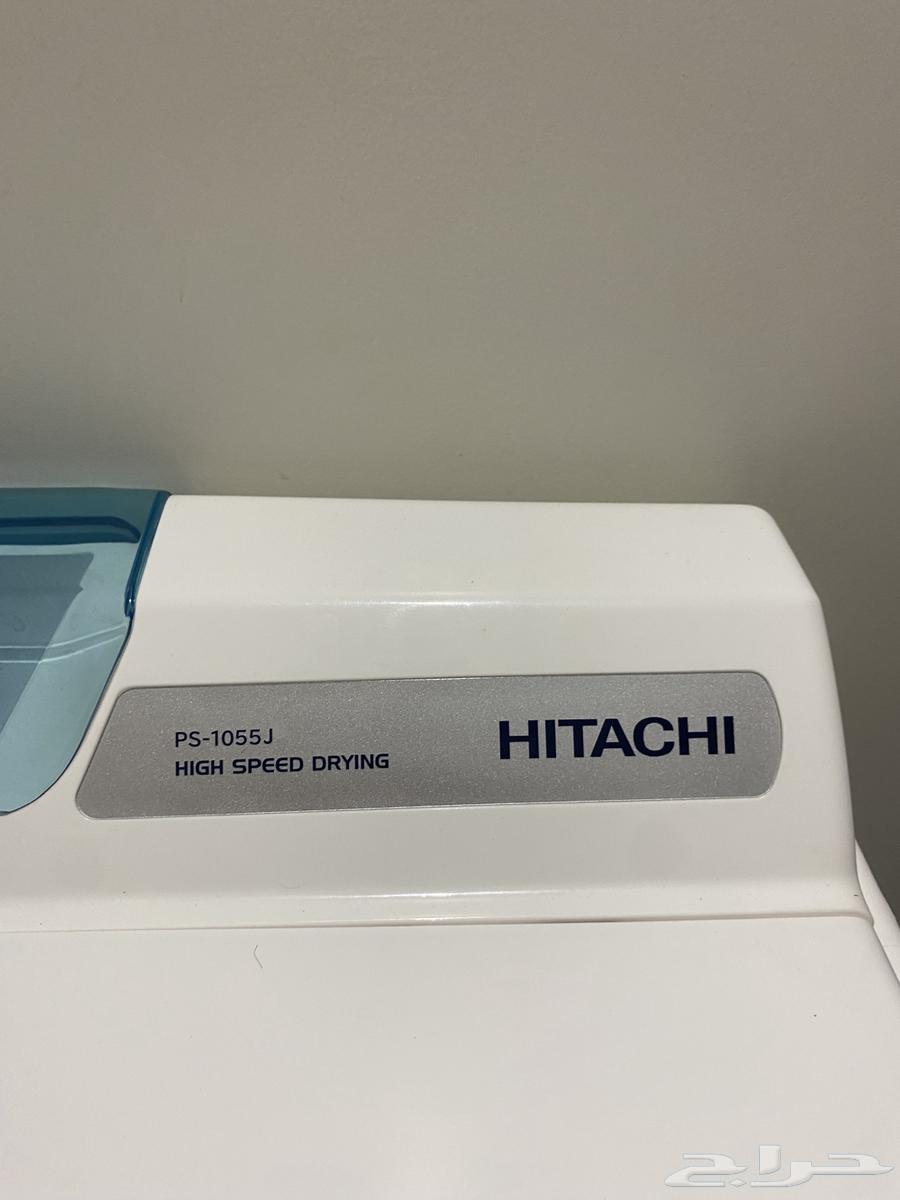 PS-1055J
HIGH SPEED DRYING
HITACHI
حراج